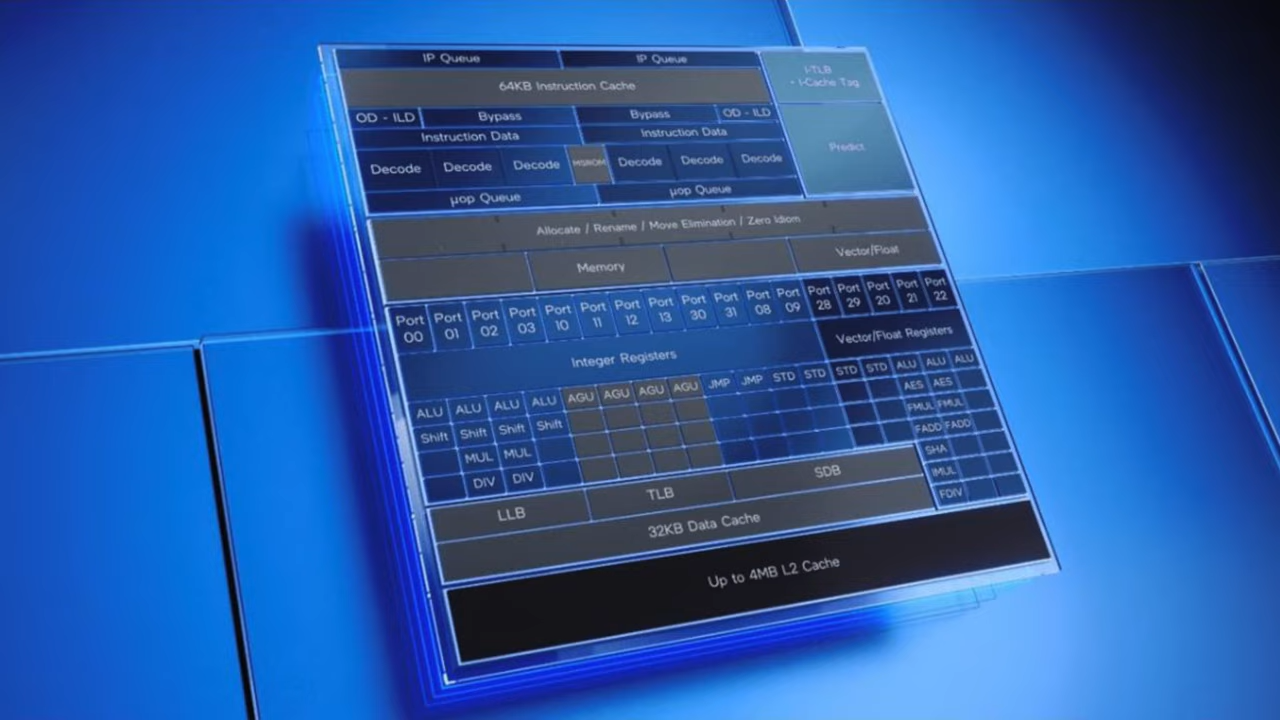 IP Queue IP Queue
64KB Instruction Cache
I-TLB
+ I-Cache Tag
OD - ILD Bypass Bypass OD - ILD
Instruction Data Instruction Data
Decode Decode Decode MSROM Decode Decode Decode
Predict
µop Queue µop Queue
Allocate / Rename / Move Elimination / Zero Idiom
Memory Vector/Float
Port 00 Port 01 Port 02 Port 03 Port 10 Port 11 Port 12 Port 13 Port 30 Port 31 Port 08 Port 09 Port 28 Port 29 Port 20 Port 21 Port 22
Integer Registers Vector/Float Registers
ALU ALU ALU ALU AGU AGU AGU AGU JMP JMP STD STD STD STD ALU ALU ALU
Shift Shift Shift Shift AES AES
MUL MUL FMUL FMUL
DIV DIV FADD FADD
SHA
IMUL
FDIV
LLB TLB SDB
32KB Data Cache
Up to 4MB L2 Cache